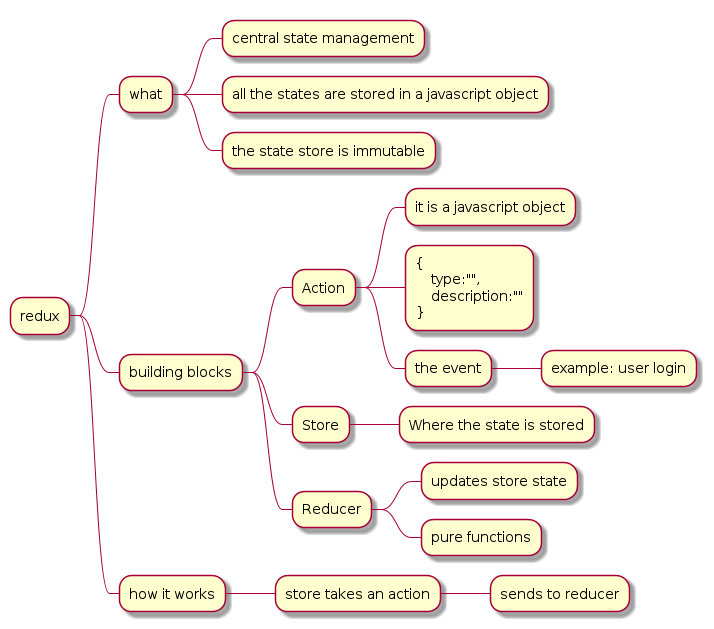 redux
what
central state management
all the states are stored in a javascript object
the state store is immutable
building blocks
Action
it is a javascript object
{
type:"",
description:""
}
the event
example: user login
Store
Where the state is stored
Reducer
updates store state
pure functions
how it works
store takes an action
sends to reducer